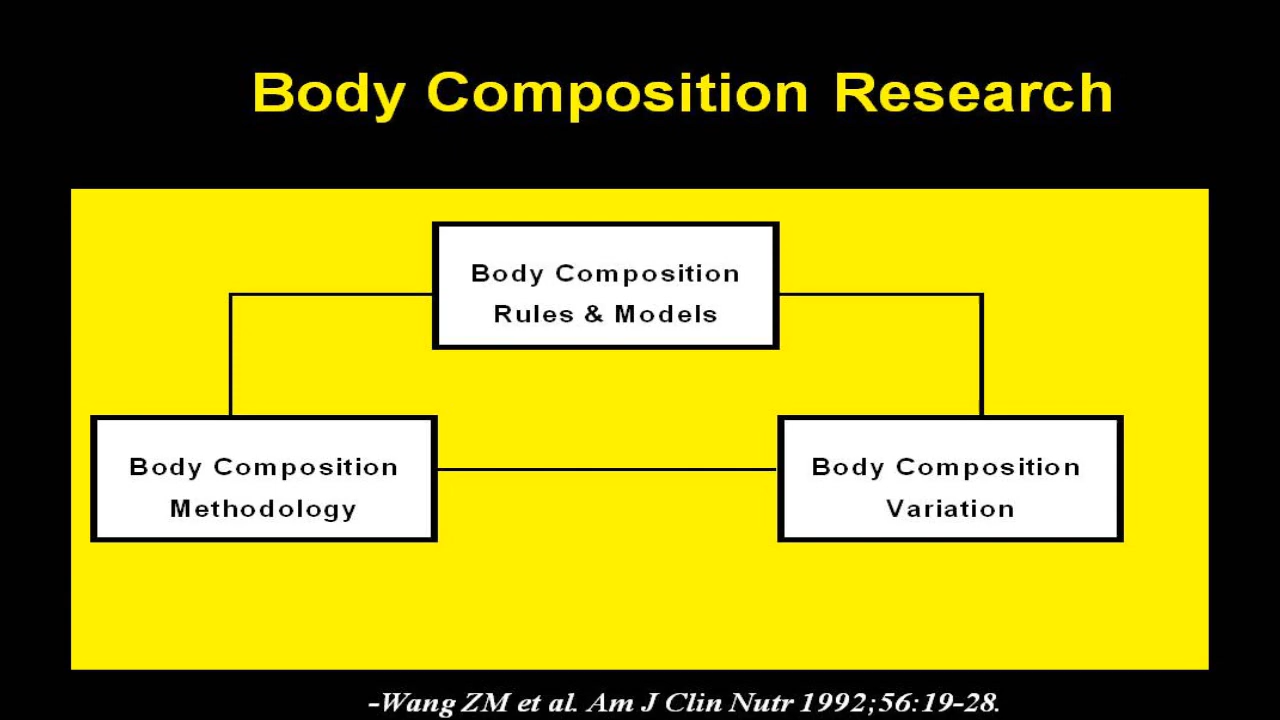 Body Composition Research
Body Composition
Rules & Models
Body Composition
Methodology
Body Composition
Variation
-Wang ZM et al. Am J Clin Nutr 1992;56:19-28.